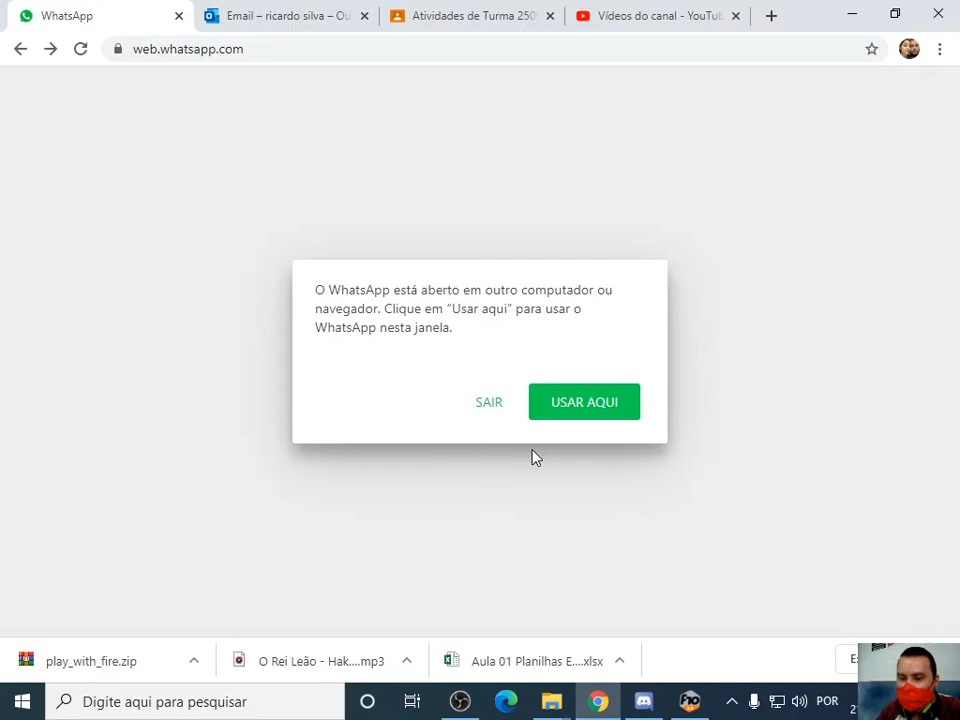 WhatsApp
Email – ricardo silva – Ou
Atividades de Turma 250
Vídeos do canal - YouTub
web.whatsapp.com
O WhatsApp está aberto em outro computador ou
navegador. Clique em “Usar aqui” para usar o
WhatsApp nesta janela.
SAIR
USAR AQUI
play_with_fire.zip
O Rei Leão - Hak....mp3
Aula 01 Planilhas E....xlsx
Digite aqui para pesquisar
F10
POR